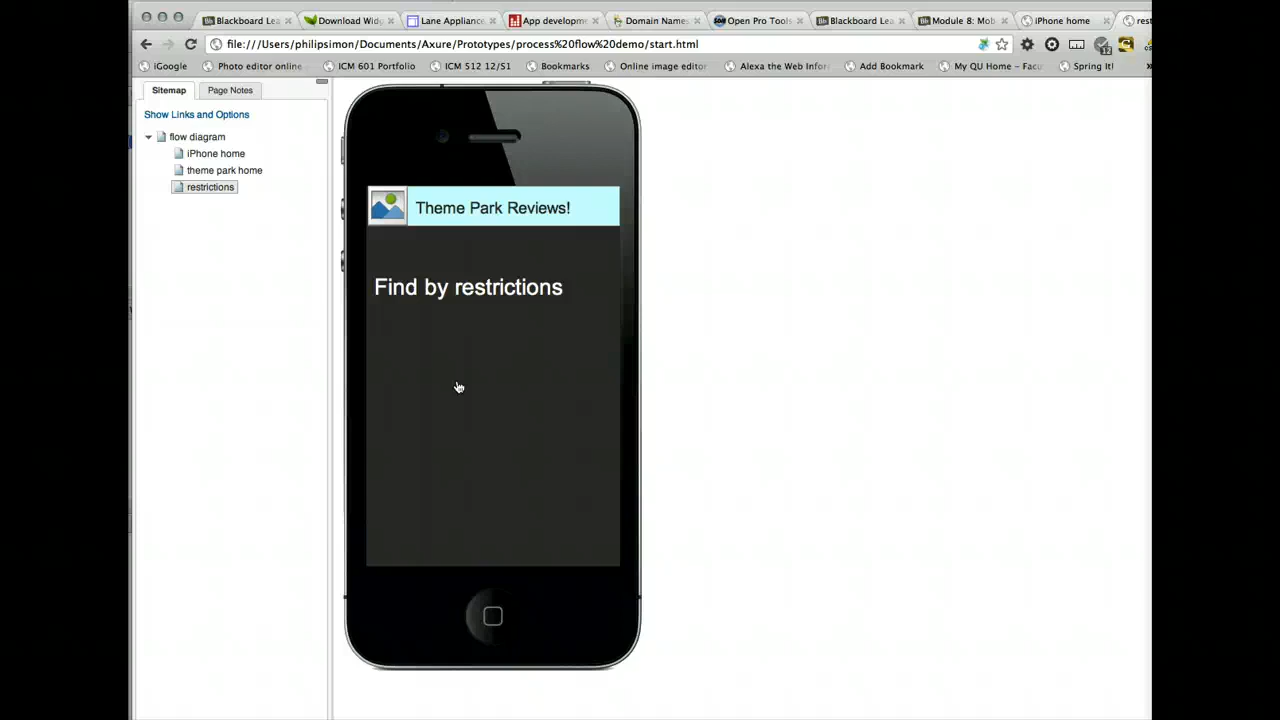 Blackboard Lea
Download Widg
Lane Appliance,
App developme
Domain Names
Open Pro Tools
Blackboard Lea
Module 8: Mob
iPhone home
rest
file:///Users/philipsimon/Documents/Axure/Prototypes/process%20flow%20demo/start.html
iGoogle
Photo editor online
ICM 601 Portfolio
ICM 512 12/S1
Bookmarks
Online image editor
Alexa the Web Infor
Add Bookmark
My QU Home – Facu
Spring It!
»
Sitemap
Page Notes
Show Links and Options
flow diagram
iPhone home
theme park home
restrictions
Theme Park Reviews!
Find by restrictions